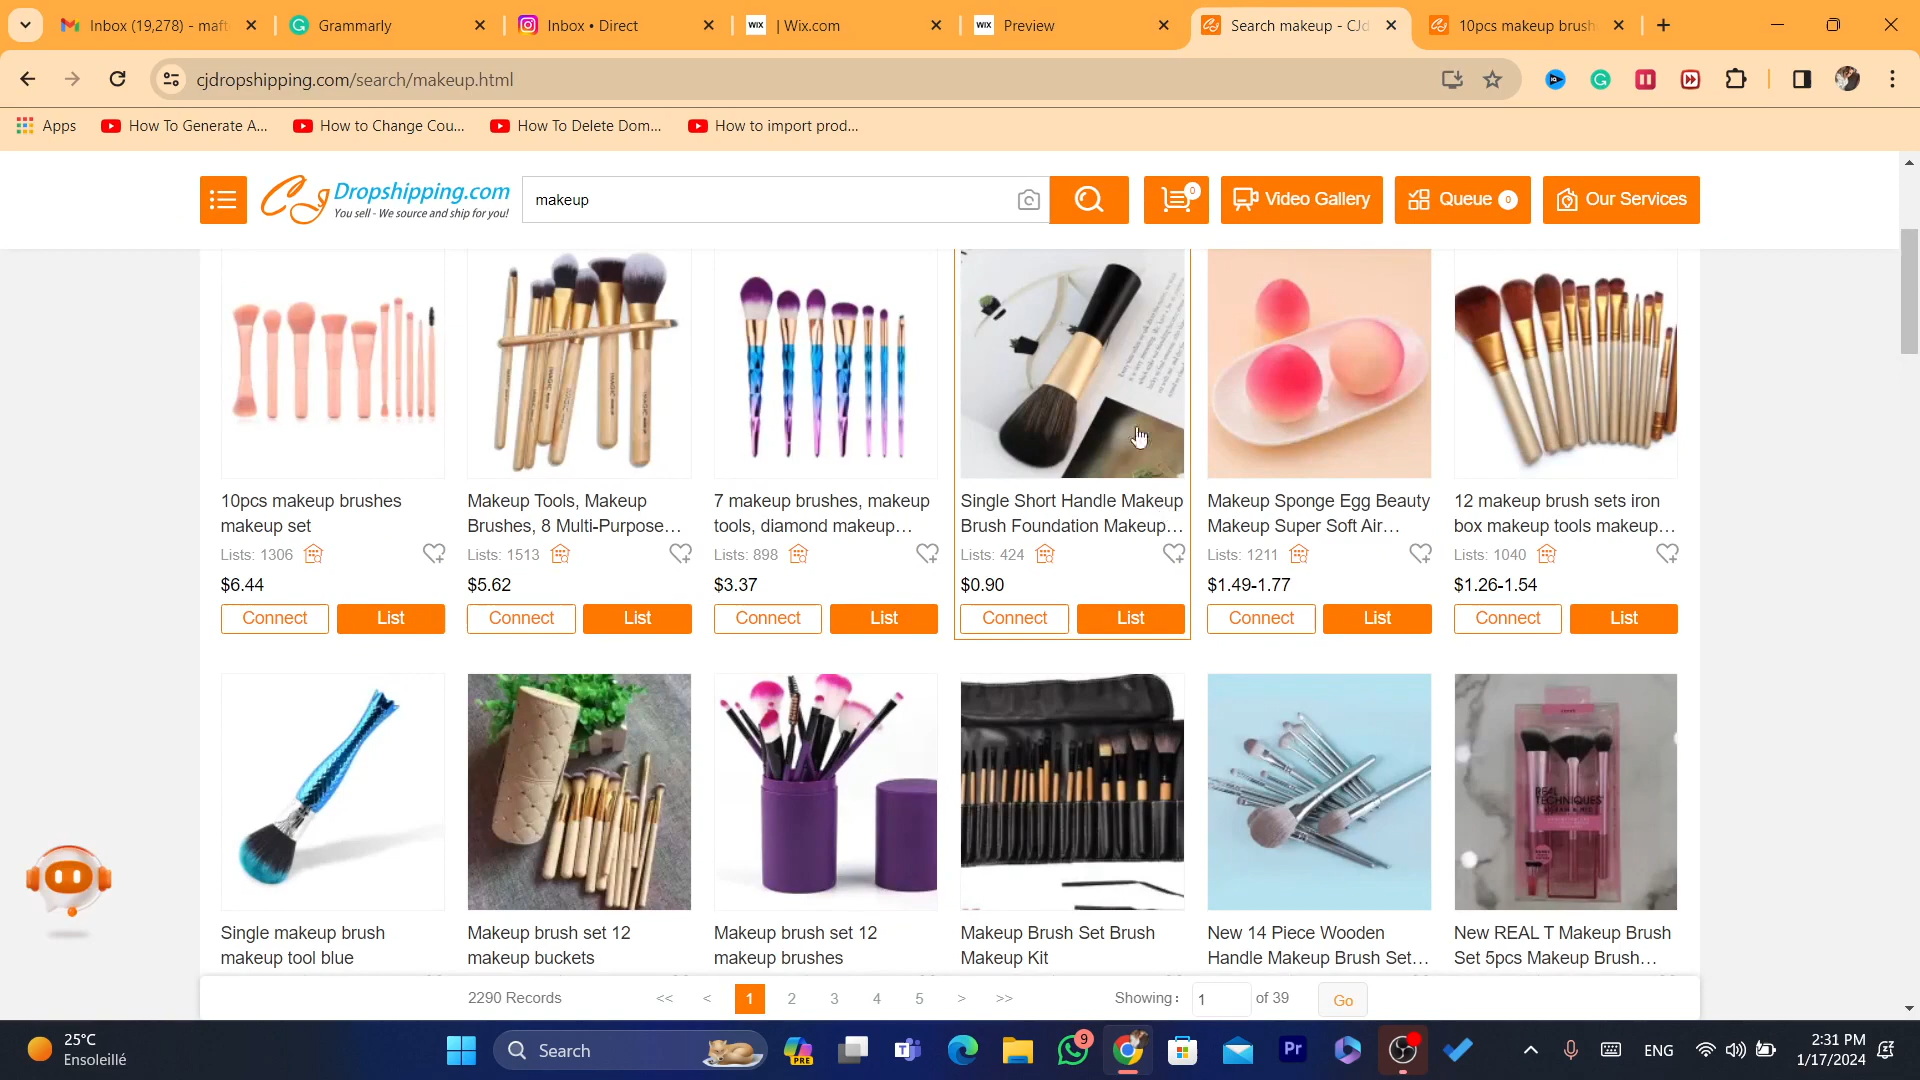 Inbox (19,278) - maft
Grammarly
Inbox • Direct
WIX | Wix.com
WIX Preview
Search makeup - CJd
10pcs makeup brush
cjdropshipping.com/search/makeup.html
Apps
How To Generate A...
How to Change Cou...
How To Delete Dom...
How to import prod...
Dropshipping.com
You sell - We source and ship for you!
makeup
0
Video Gallery
Queue 0
Our Services
10pcs makeup brushes
makeup set
Lists: 1306
$6.44
Connect List
Makeup Tools, Makeup
Brushes, 8 Multi-Purpose...
Lists: 1513
$5.62
Connect List
7 makeup brushes, makeup
tools, diamond makeup...
Lists: 898
$3.37
Connect List
Single Short Handle Makeup
Brush Foundation Makeup...
Lists: 424
$0.90
Connect List
Makeup Sponge Egg Beauty
Makeup Super Soft Air...
Lists: 1211
$1.49-1.77
Connect List
12 makeup brush sets iron
box makeup tools makeup...
Lists: 1040
$1.26-1.54
Connect List
REAL
TECHNIQUES
Single makeup brush
makeup tool blue
Makeup brush set 12
makeup buckets
Makeup brush set 12
makeup brushes
Makeup Brush Set Brush
Makeup Kit
New 14 Piece Wooden
Handle Makeup Brush Set...
New REAL T Makeup Brush
Set 5pcs Makeup Brush...
2290 Records
<< < 1 2 3 4 5 > >>
Showing: 1 of 39 Go
25°C
Ensoleillé
Search
PRE
9
Pr
ENG
2:31 PM
1/17/2024